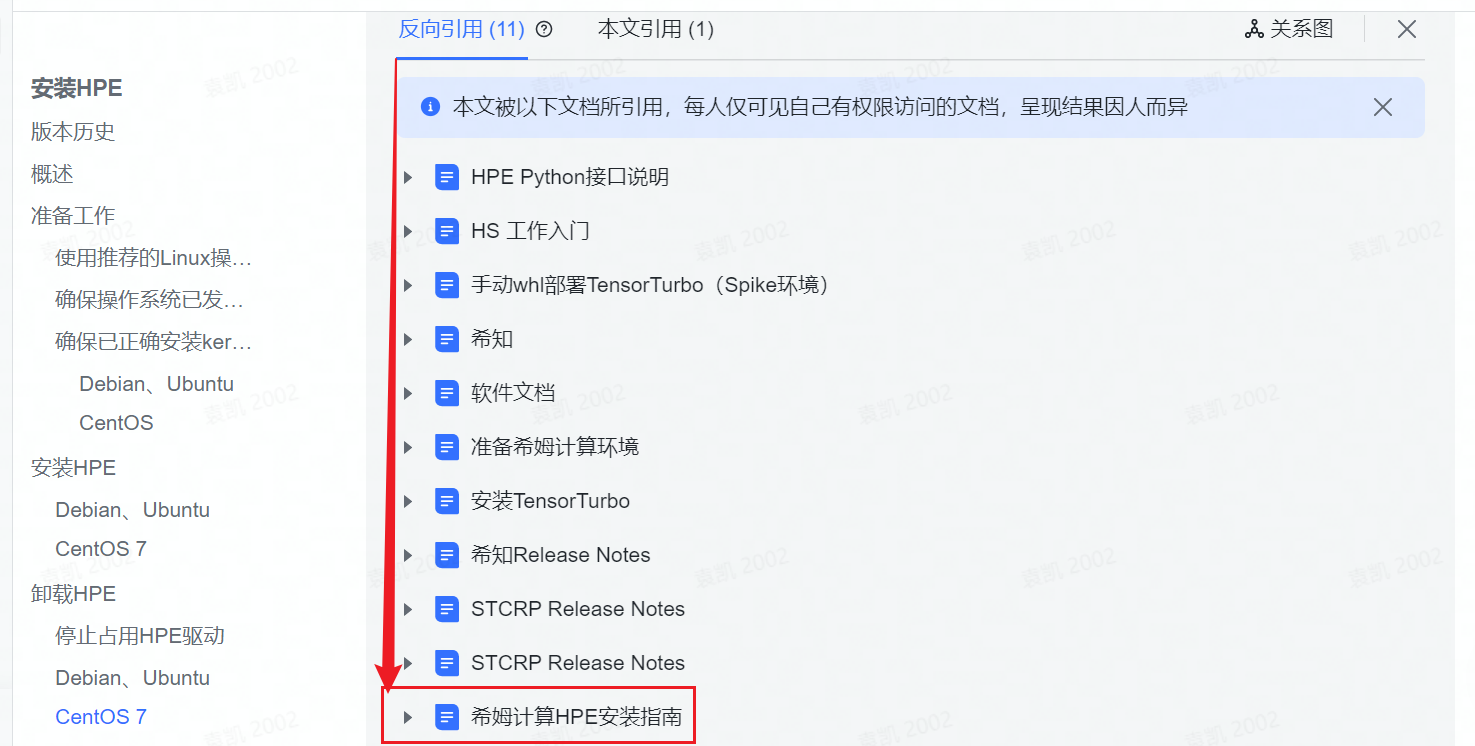 安装HPE
版本历史
概述
准备工作
使用推荐的Linux操...
确保操作系统已发...
确保已正确安装ker...
Debian、Ubuntu
CentOS
安装HPE
Debian、Ubuntu
CentOS 7
卸载HPE
停止占用HPE驱动
Debian、Ubuntu
CentOS 7
反向引用 (11)
本文引用 (1)
关系图
本文被以下文档所引用，每人仅可见自己有权限访问的文档，呈现结果因人而异
HPE Python接口说明
HS 工作入门
手动whl部署TensorTurbo（Spike环境）
希知
软件文档
准备希姆计算环境
安装TensorTurbo
希知Release Notes
STCRP Release Notes
STCRP Release Notes
希姆计算HPE安装指南
袁凯 2002